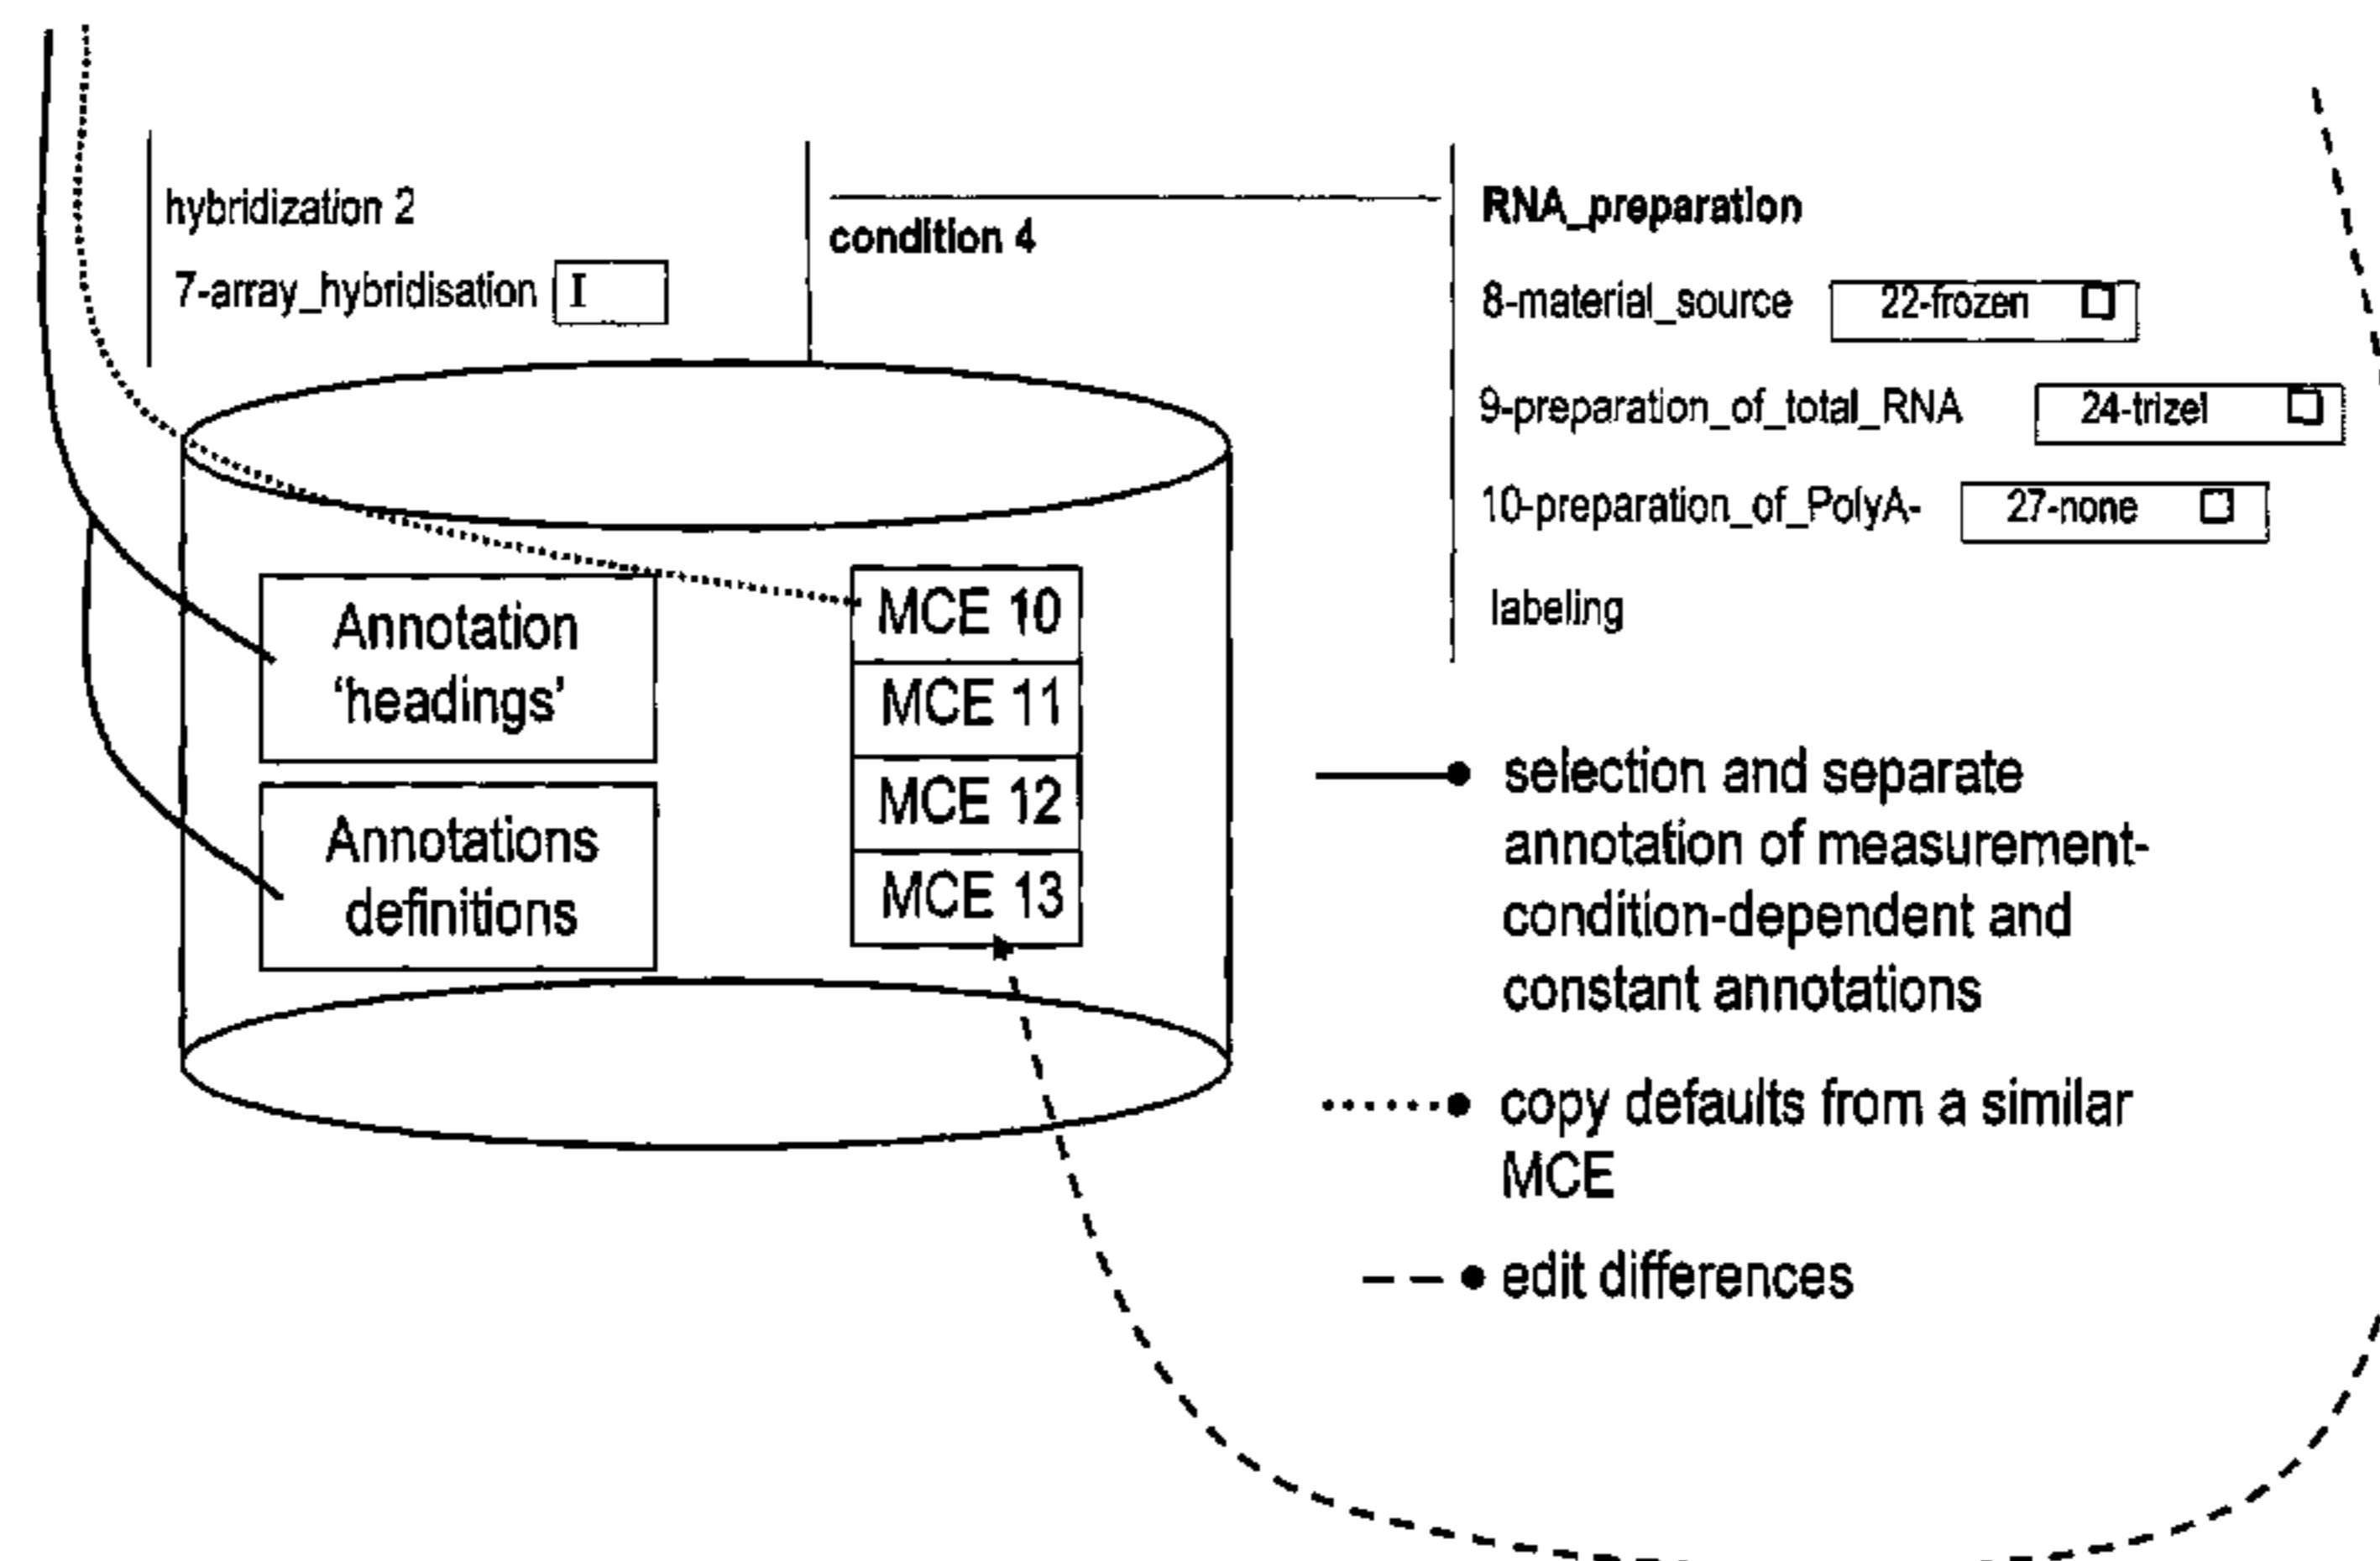 hybridization 2
7-array_hybridisation I
condition 4
RNA_preparation
8-material_source 22-frozen
9-preparation_of_total_RNA 24-trizel
10-preparation_of_PolyA- 27-none
labeling
Annotation
‘headings’
Annotations
definitions
MCE 10
MCE 11
MCE 12
MCE 13
selection and separate
annotation of measurement-
condition-dependent and
constant annotations
copy defaults from a similar
MCE
edit differences